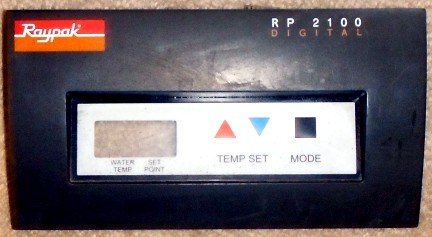 Raypak
RP 2100
DIGITAL
WATER TEMP
SET POINT
TEMP SET
MODE